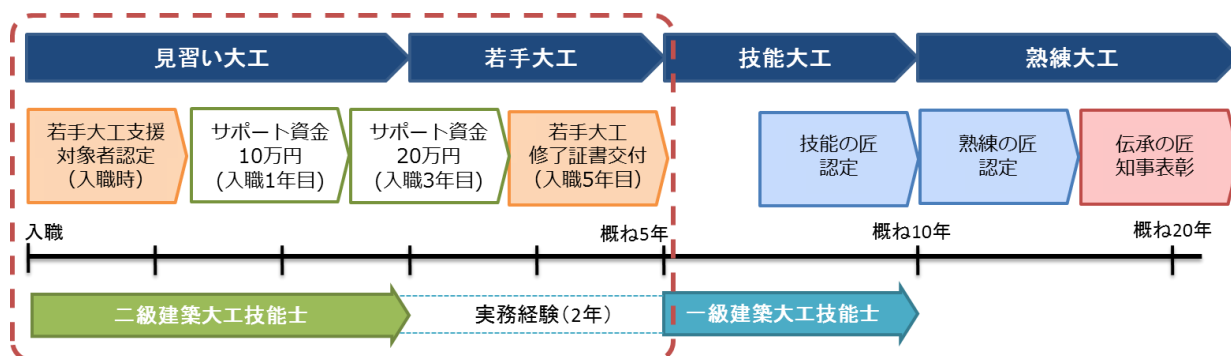 見習い大工
若手大工
技能大工
熟練大工
若手大工支援
対象者認定
(入職時)
サポート資金
10万円
(入職1年目)
サポート資金
20万円
(入職3年目)
若手大工
修了証書交付
(入職5年目)
技能の匠
認定
熟練の匠
認定
伝承の匠
知事表彰
入職
概ね5年
概ね10年
概ね20年
二級建築大工技能士
実務経験(2年)
一級建築大工技能士